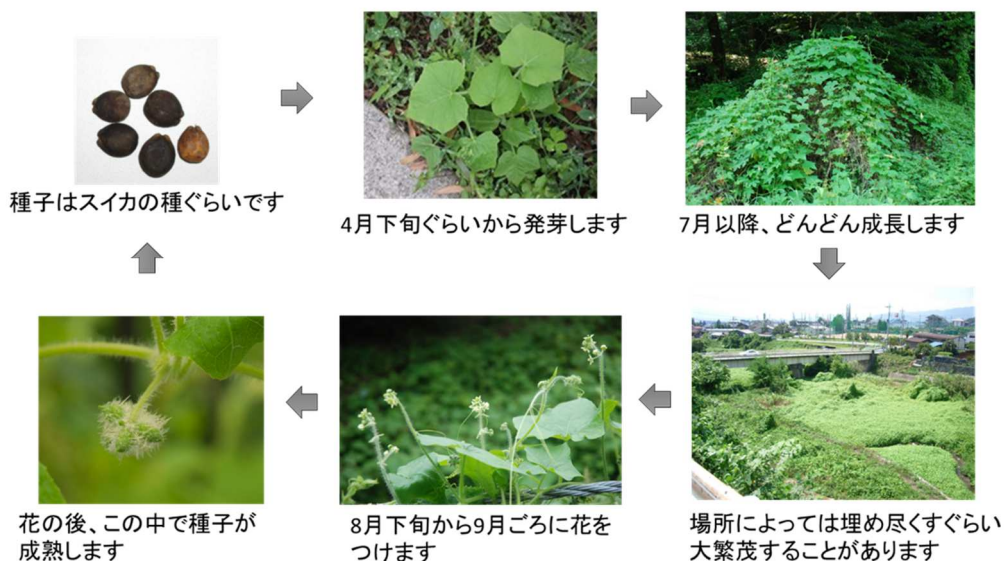 種子はスイカの種ぐらいです
4月下旬ぐらいから発芽します
7月以降、どんどん成長します
場所によっては埋め尽くすぐらい
大繁茂することがあります
8月下旬から9月ごろに花を
つけます
花の後、この中で種子が
成熟します